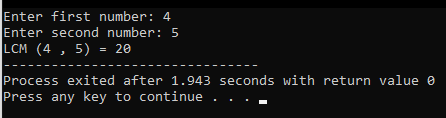 Enter first number: 4
Enter second number: 5
LCM (4 , 5) = 20
--------------------------------
Process exited after 1.943 seconds with return value 0
Press any key to continue . . .